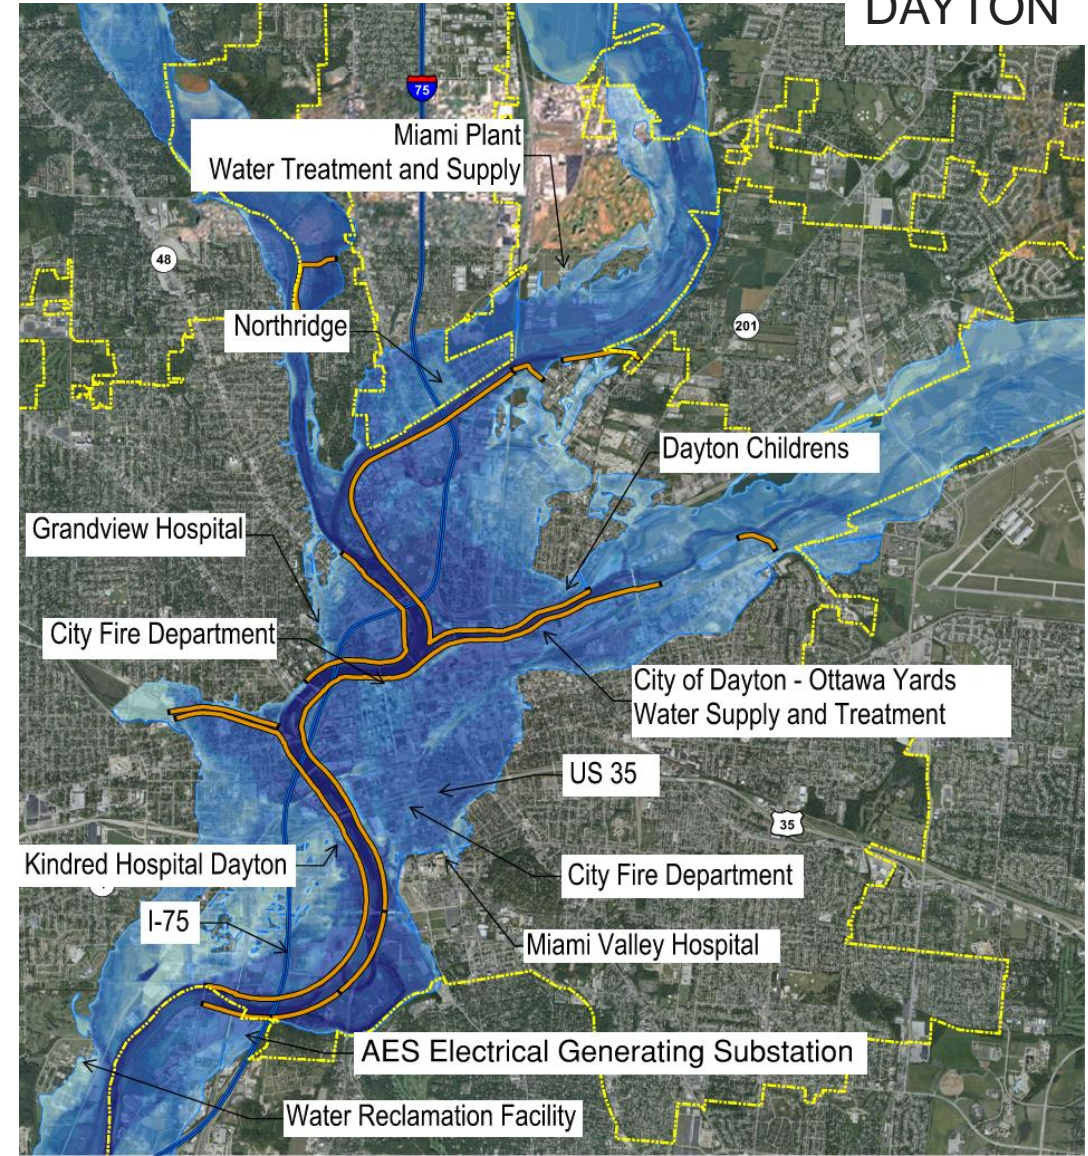 DAYTON
75
Miami Plant
Water Treatment and Supply
48
Northridge
201
Dayton Childrens
Grandview Hospital
City Fire Department
City of Dayton - Ottawa Yards
Water Supply and Treatment
US 35
35
Kindred Hospital Dayton
City Fire Department
I-75
Miami Valley Hospital
AES Electrical Generating Substation
Water Reclamation Facility